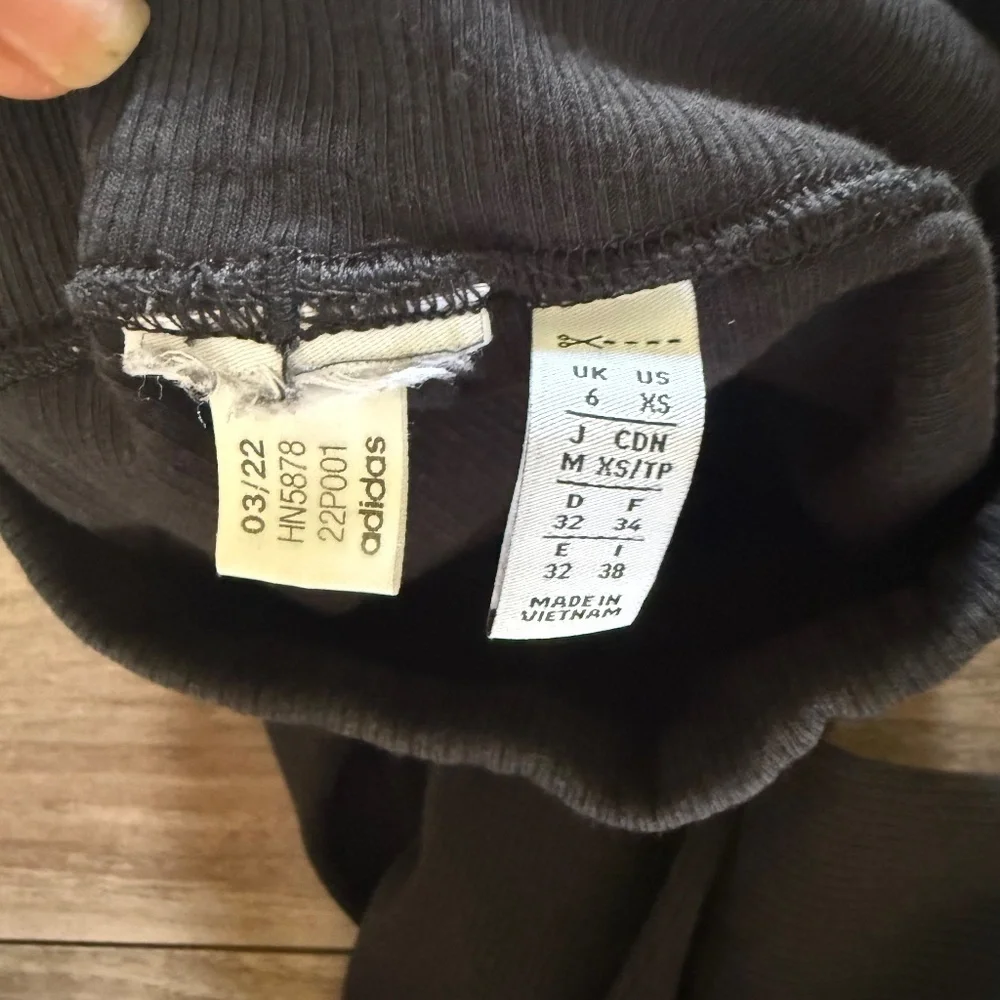 03/22
HN5878
22P001
adidas
UK US
6 XS
J CDN
M XS/TP
D F
32 34
E I
32 38
MADE IN
VIETNAM